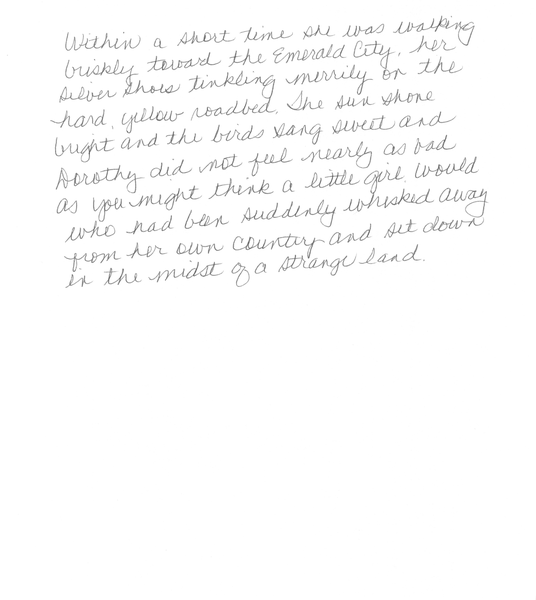 Within a short time she was walking
briskly toward the Emerald City, her
Silver Shoes tinkling merrily on the
hard, yellow roadbed. The sun shone
bright and the birds sang sweet and
Dorothy did not feel nearly as bad
as you might think a little girl would
who had been suddenly whisked away
from her own country and set down
in the midst of a strange land.